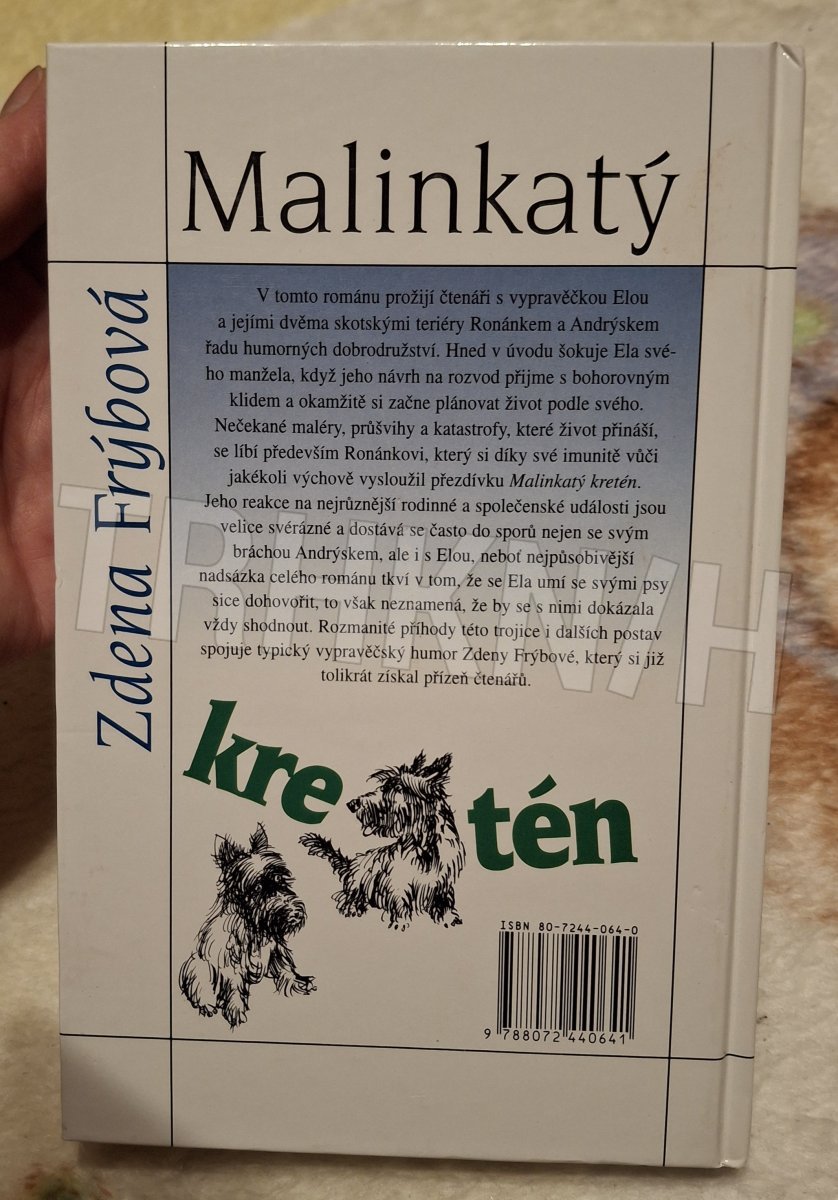 Malinkatý
Zdena Frýbová
V tomto románu prožijí čtenáři s vypravěčkou Elou
a jejími dvěma skotskými teriéry Ronánkem a Andrýskem
řadu humorných dobrodružství. Hned v úvodu šokuje Ela své-
ho manžela, když jeho návrh na rozvod přijme s bohorovným
klidem a okamžitě si začne plánovat život podle svého.
Nečekané maléry, průšvihy a katastrofy, které život přináší,
se líbí především Ronánkovi, který si díky své imunitě vůči
jakékoli výchově vysloužil přezdívku Malinkatý kretén.
Jeho reakce na nejrůznější rodinné a společenské události jsou
velice svérázné a dostává se často do sporů nejen se svým
bráchou Andrýskem, ale i s Elou, neboť nejpůsobivější
nadsázka celého románu tkví v tom, že se Ela umí se svými psy
sice dohovořit, to však neznamená, že by se s nimi dokázala
vždy shodnout. Rozmanité příhody této trojice i dalších postav
spojuje typický vypravěčský humor Zdeny Frýbové, který si již
tolikrát získal přízeň čtenářů.
TRHKNIH
kre tén
ISBN 80-7244-064-0
9 788072 440641